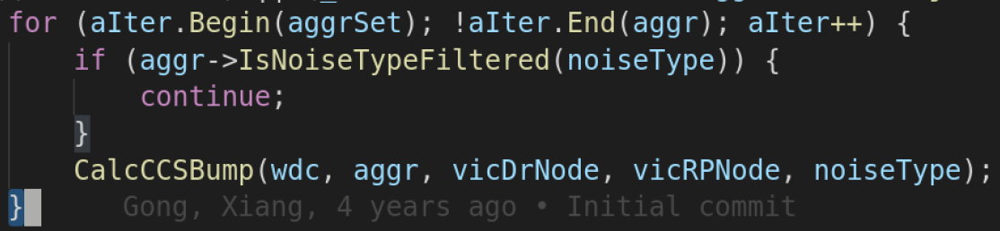 for (aIter.Begin(aggrSet); !aIter.End(aggr); aIter++) {
if (aggr->IsNoiseTypeFiltered(noiseType)) {
continue;
}
CalcCCSBump(wdc, aggr, vicDrNode, vicRPNode, noiseType);
} Gong, Xiang, 4 years ago • Initial commit